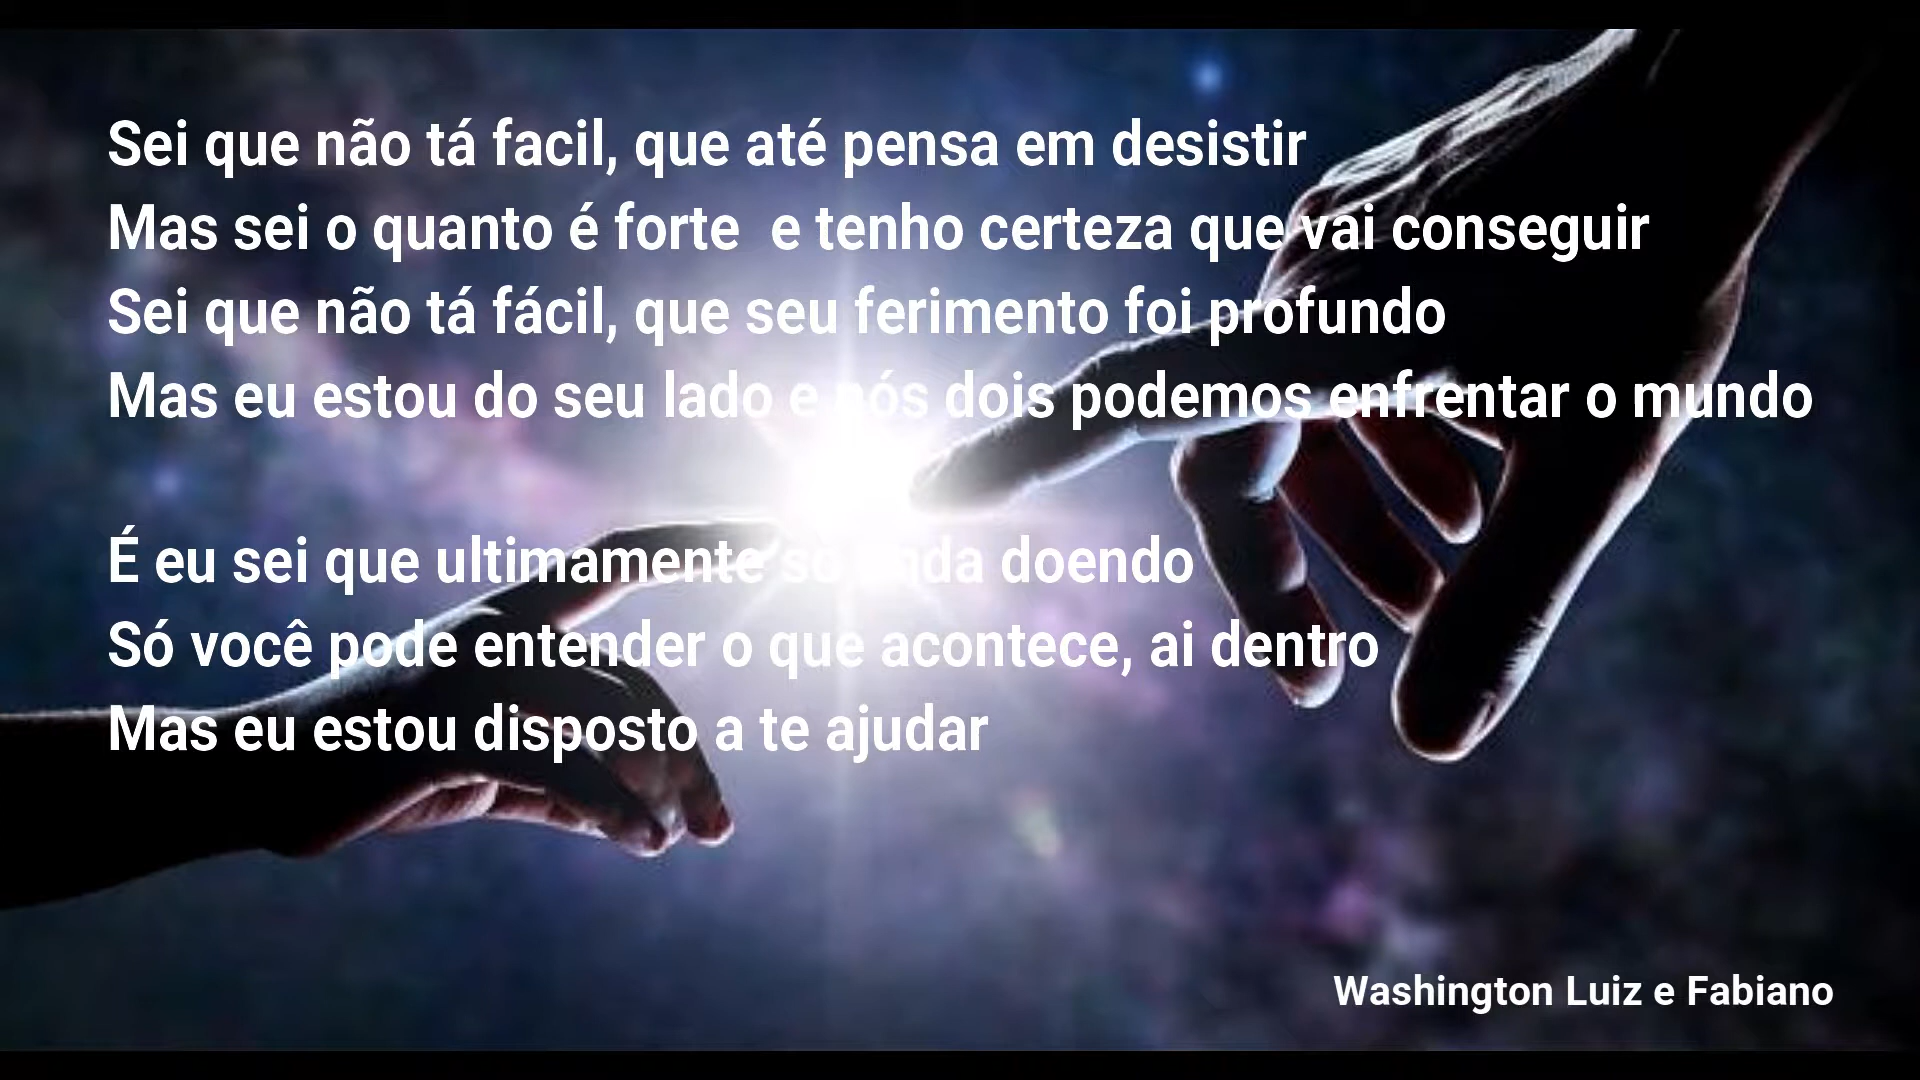 Sei que não tá facil, que até pensa em desistir
Mas sei o quanto é forte  e tenho certeza que vai conseguir
Sei que não tá fácil, que seu ferimento foi profundo
Mas eu estou do seu lado e nós dois podemos enfrentar o mundo
É eu sei que ultimamente só anda doendo
Só você pode entender o que acontece, ai dentro
Mas eu estou disposto a te ajudar
Washington Luiz e Fabiano